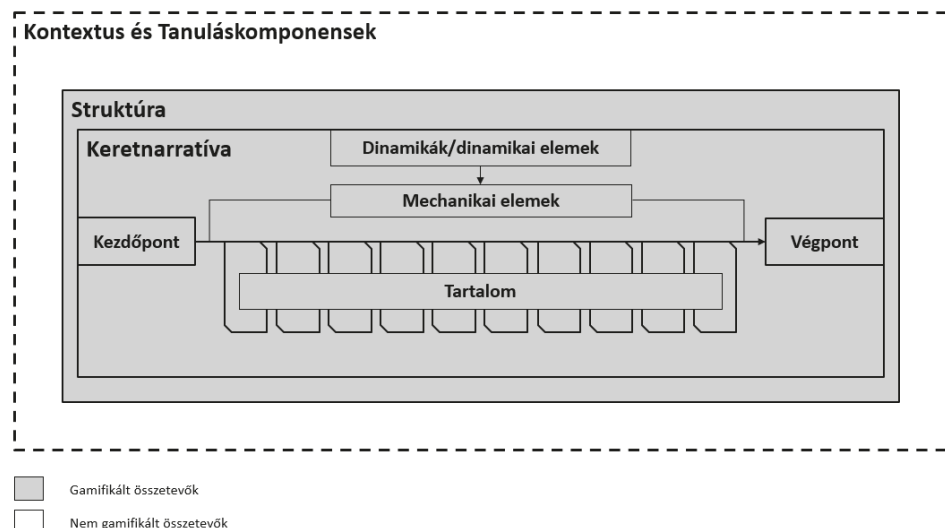 Kontextus és Tanuláskomponensek
Struktúra
Keretnarratíva
Dinamikák/dinamikai elemek
Mechanikai elemek
Kezdőpont
Végpont
Tartalom
Gamifikált összetevők
Nem gamifikált összetevők